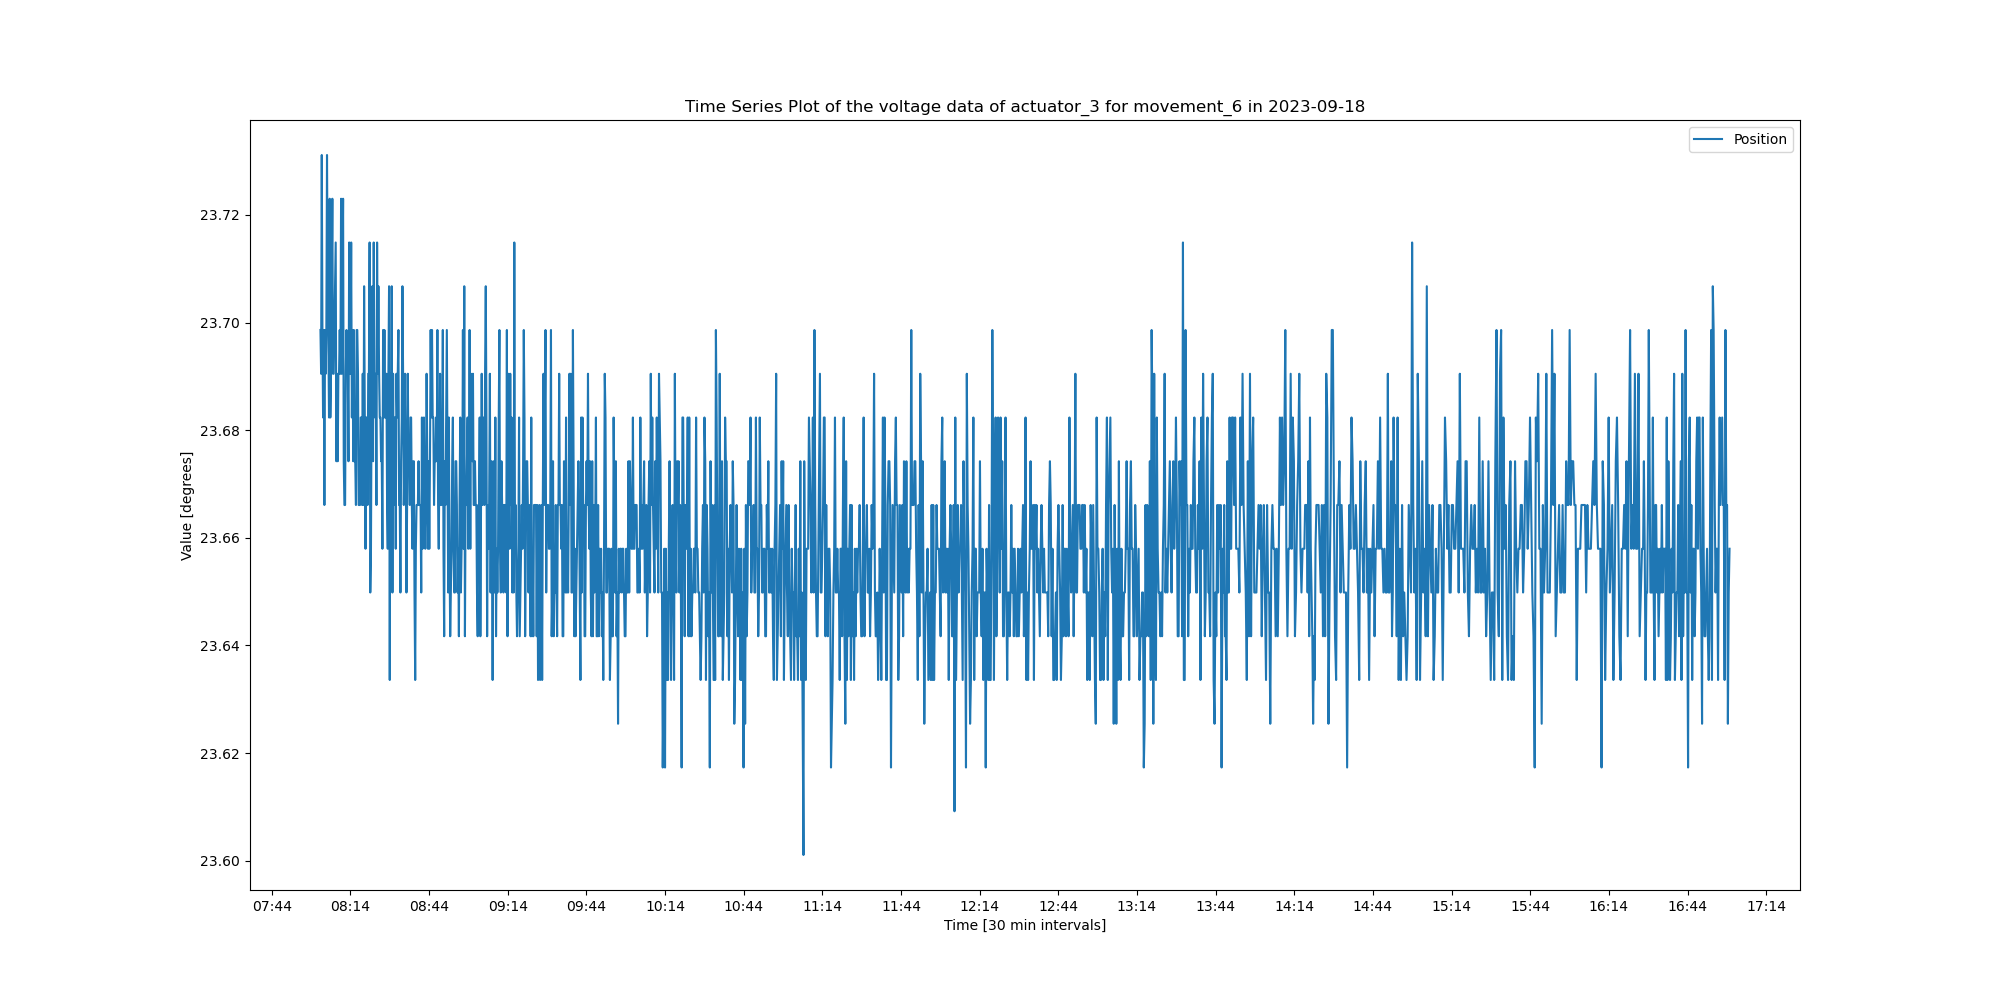 Time Series Plot of the voltage data of actuator_3 for movement_6 in 2023-09-18
Position
Value [degrees]
23.72
23.70
23.68
23.66
23.64
23.62
23.60
07:44 08:14 08:44 09:14 09:44 10:14 10:44 11:14 11:44 12:14 12:44 13:14 13:44 14:14 14:44 15:14 15:44 16:14 16:44 17:14
Time [30 min intervals]